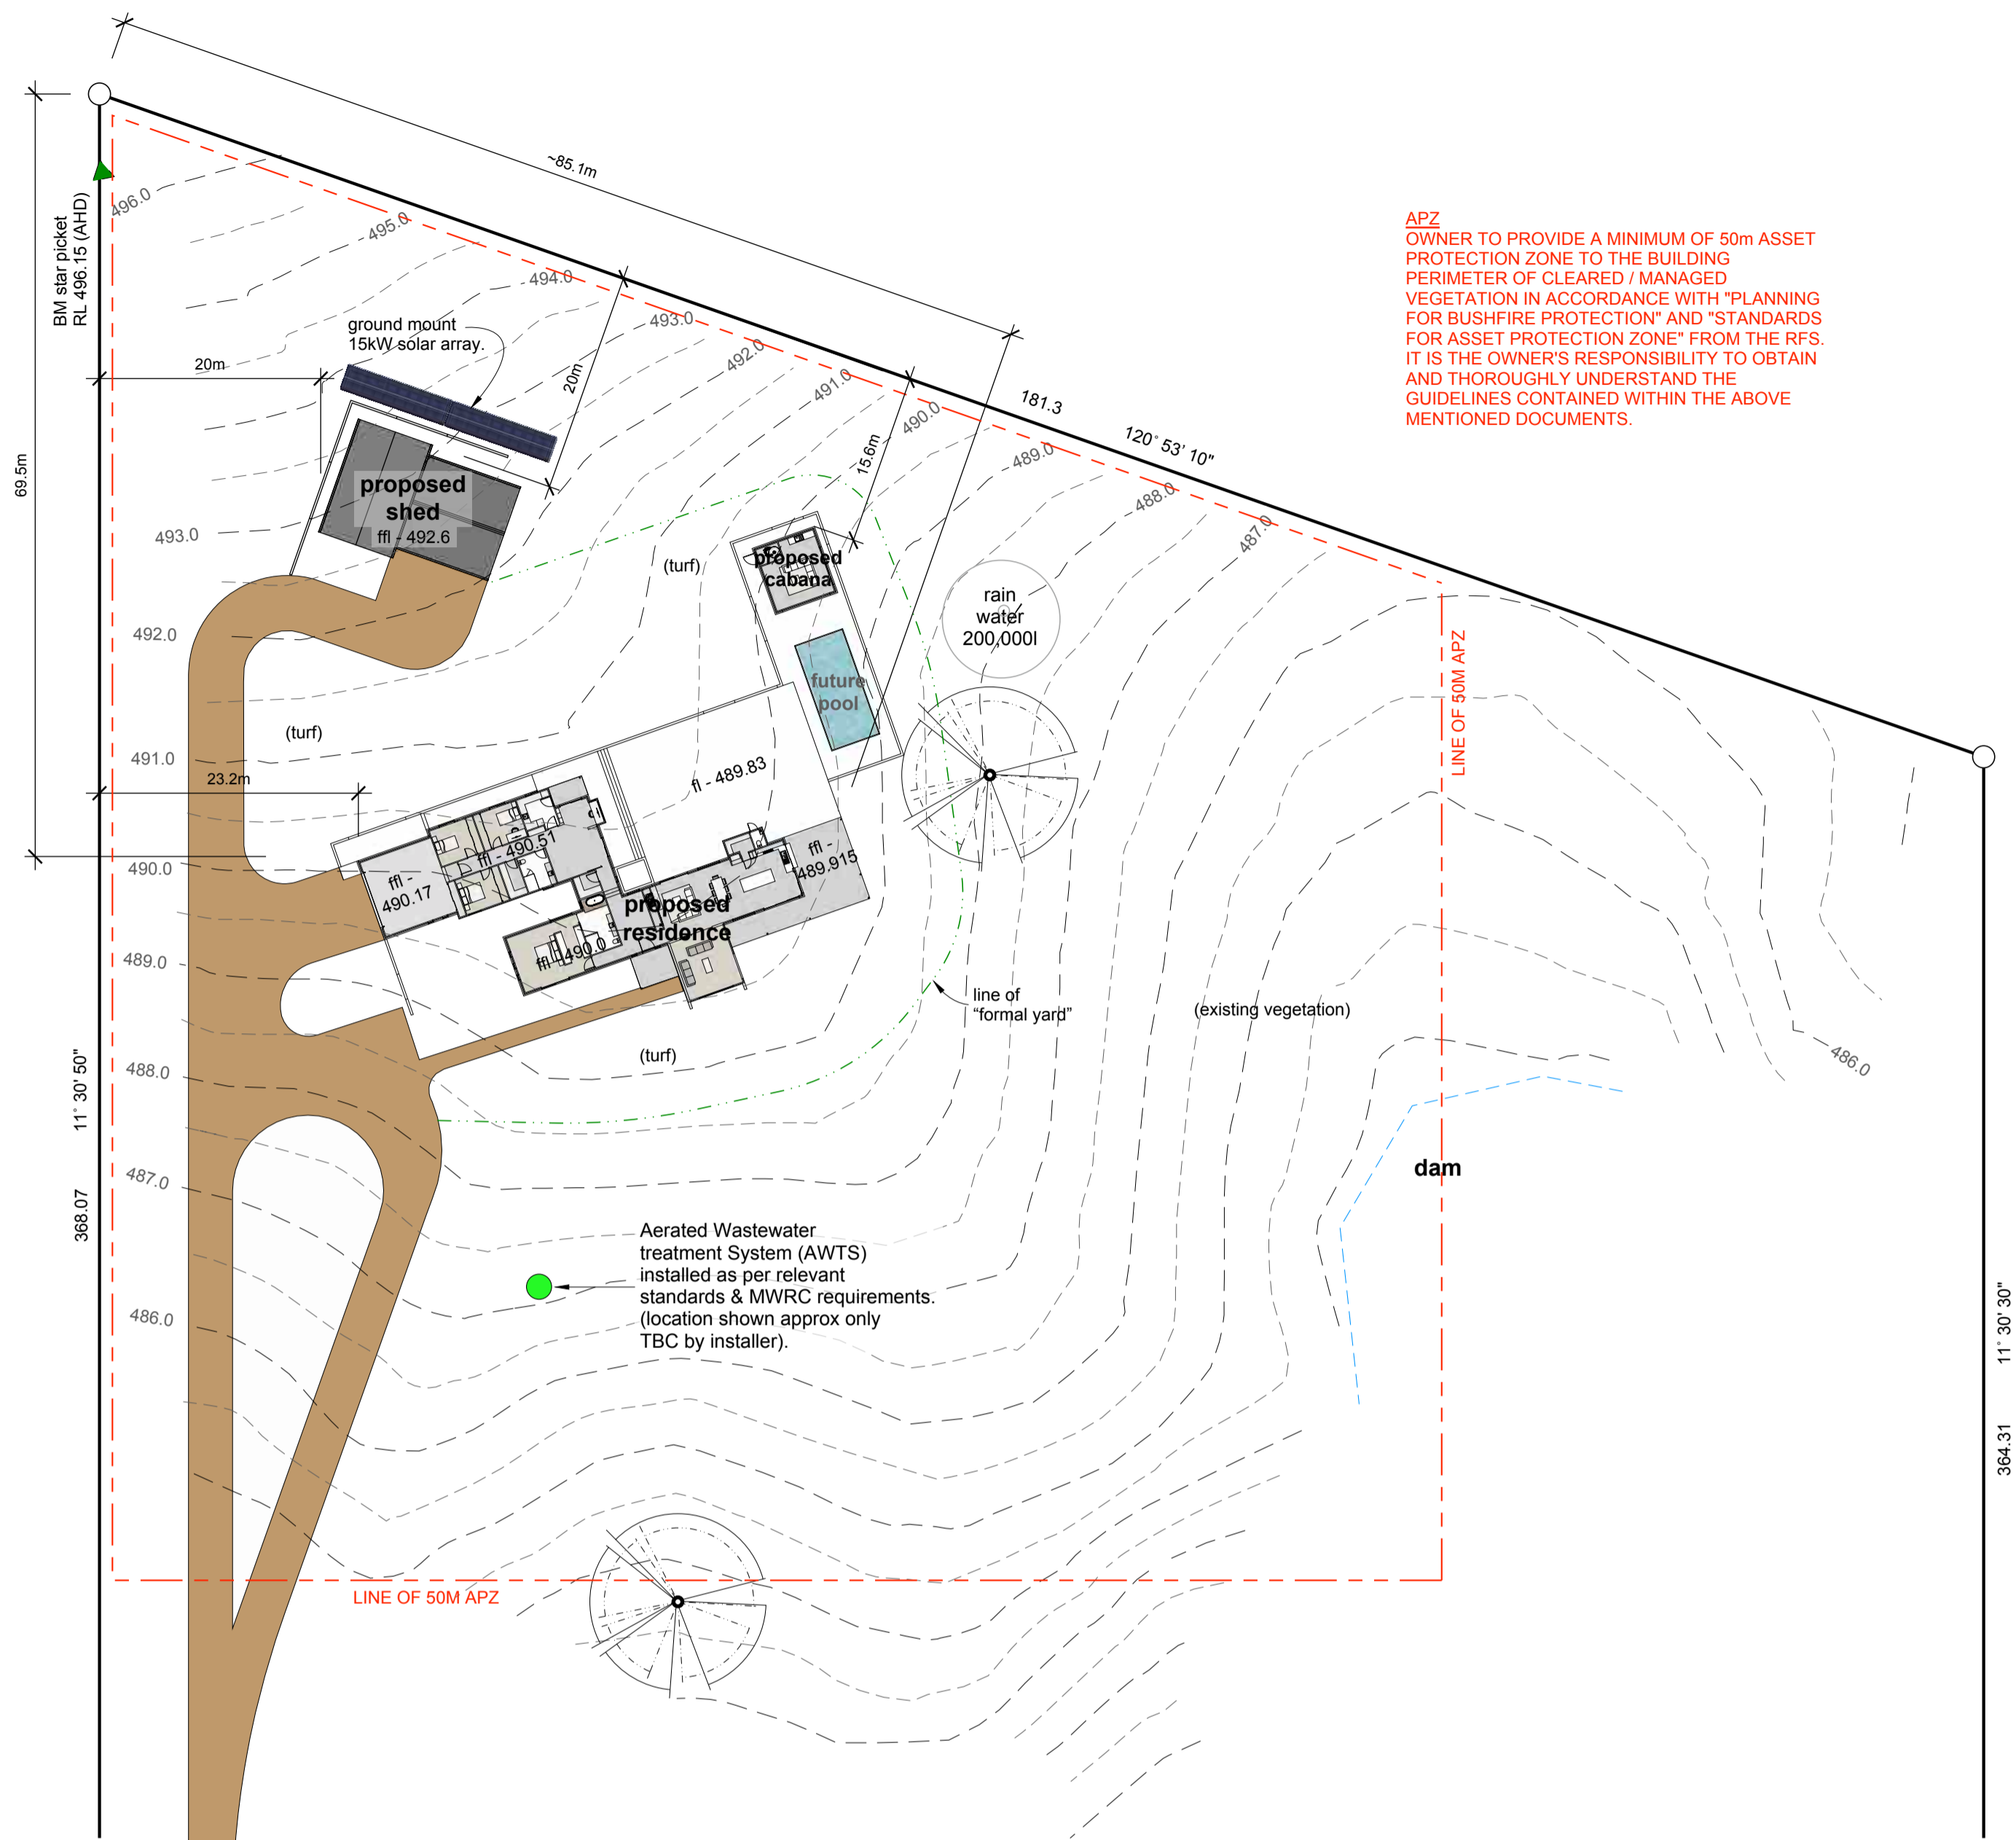 ~85.1m
APZ
OWNER TO PROVIDE A MINIMUM OF 50m ASSET
PROTECTION ZONE TO THE BUILDING
PERIMETER OF CLEARED / MANAGED
VEGETATION IN ACCORDANCE WITH "PLANNING
FOR BUSHFIRE PROTECTION" AND "STANDARDS
FOR ASSET PROTECTION ZONE" FROM THE RFS.
IT IS THE OWNER'S RESPONSIBILITY TO OBTAIN
AND THOROUGHLY UNDERSTAND THE
GUIDELINES CONTAINED WITHIN THE ABOVE
MENTIONED DOCUMENTS.
BM star picket
RL 496.15 (AHD)
496.0
495.0
494.0
493.0
492.0
491.0
490.0
489.0
488.0
487.0
ground mount
15kW solar array.
20m
20m
15.6m
181.3
120° 53' 10"
69.5m
proposed
shed
ffl - 492.6
493.0
(turf)
proposed
cabana
rain
water
200,000l
492.0
future
pool
LINE OF 50M APZ
(turf)
491.0
23.2m
fl - 489.83
490.0
ffl - 490.51
ffl -
490.17
ffl -
489.915
proposed
residence
ffl - 490.0
489.0
line of
“formal yard”
(existing vegetation)
(turf)
486.0
488.0
11° 30' 50"
368.07
dam
487.0
Aerated Wastewater
treatment System (AWTS)
installed as per relevant
standards & MWRC requirements.
(location shown approx only
TBC by installer).
486.0
11° 30' 30"
364.31
LINE OF 50M APZ